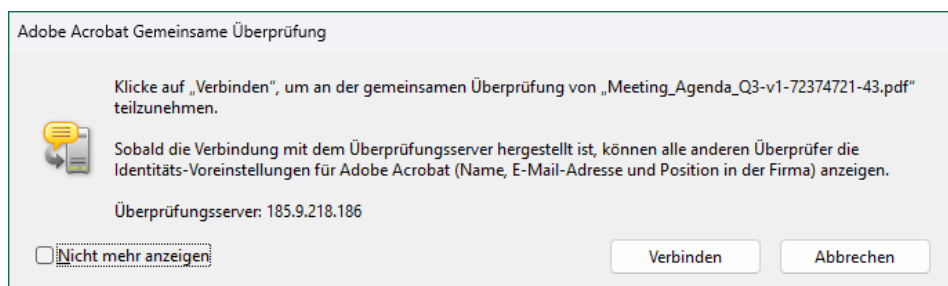 Adobe Acrobat Gemeinsame Überprüfung
Klicke auf „Verbinden“, um an der gemeinsamen Überprüfung von „Meeting_Agenda_Q3-v1-72374721-43.pdf“
teilzunehmen.
Sobald die Verbindung mit dem Überprüfungsserver hergestellt ist, können alle anderen Überprüfer die
Identitäts-Voreinstellungen für Adobe Acrobat (Name, E-Mail-Adresse und Position in der Firma) anzeigen.
Überprüfungsserver: 185.9.218.186
Nicht mehr anzeigen
Verbinden
Abbrechen